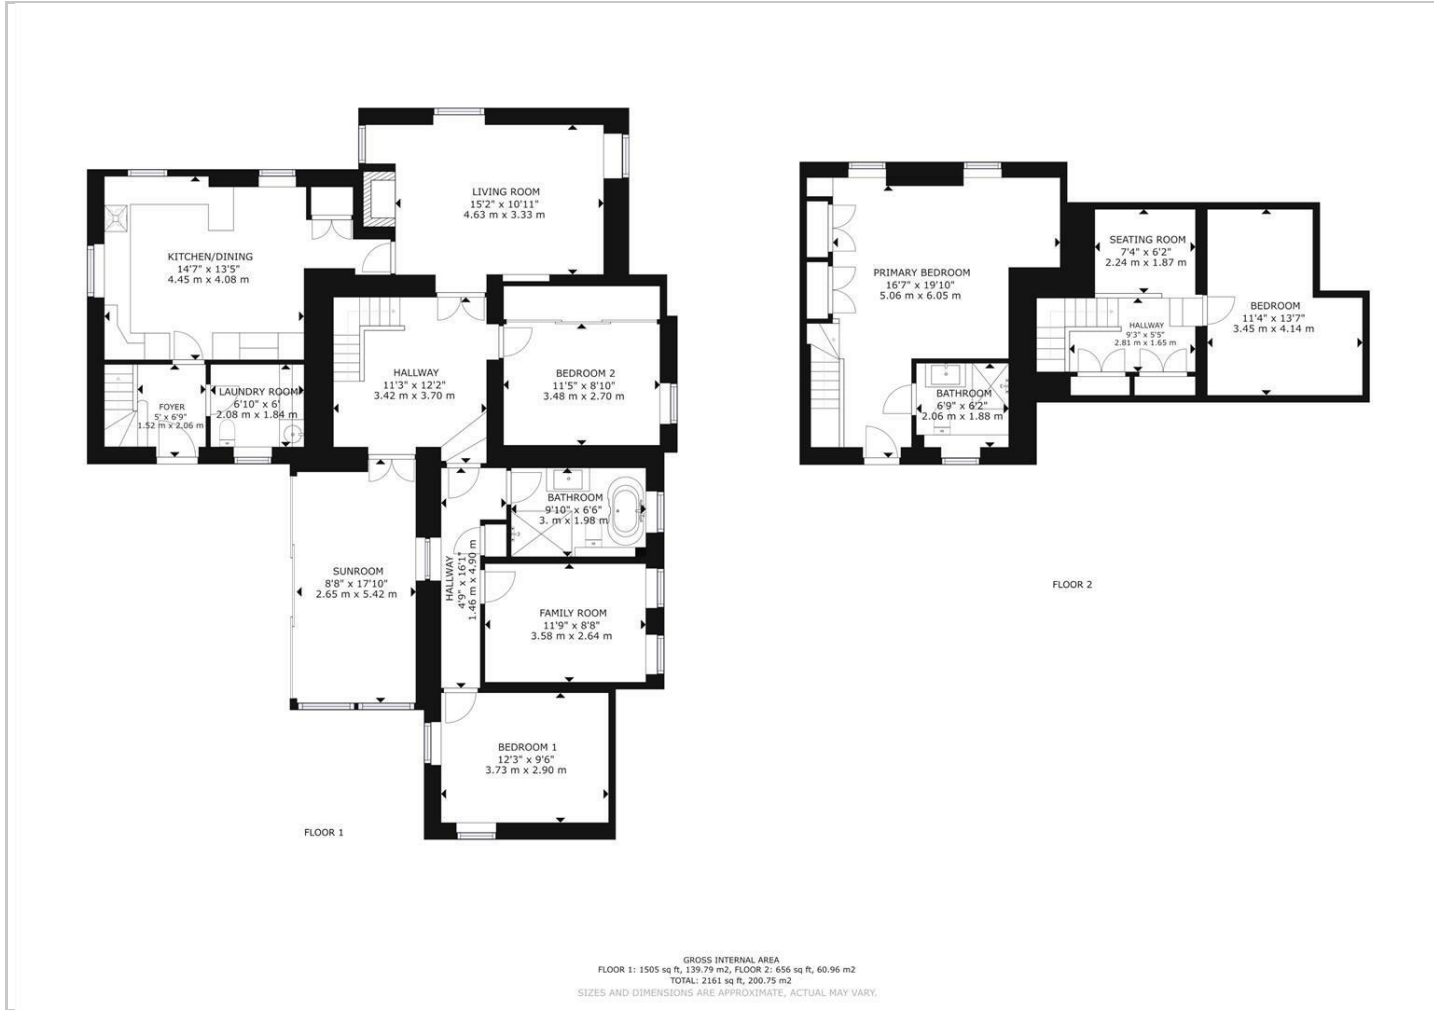 LIVING ROOM
15'2" x 10'11"
4.63 m x 3.33 m
KITCHEN/DINING
14'7" x 13'5"
4.45 m x 4.08 m
HALLWAY
11'3" x 12'2"
3.42 m x 3.70 m
BEDROOM 2
11'5" x 8'10"
3.48 m x 2.70 m
FOYER
5' x 6'9"
1.52 m x 2.06 m
LAUNDRY ROOM
6'10" x 6'
2.08 m x 1.84 m
BATHROOM
9'10" x 6'6"
3. m x 1.98 m
HALLWAY
4'9" x 16'1"
1.46 m x 4.90 m
SUNROOM
8'8" x 17'10"
2.65 m x 5.42 m
FAMILY ROOM
11'9" x 8'8"
3.58 m x 2.64 m
BEDROOM 1
12'3" x 9'6"
3.73 m x 2.90 m
FLOOR 1
PRIMARY BEDROOM
16'7" x 19'10"
5.06 m x 6.05 m
SEATING ROOM
7'4" x 6'2"
2.24 m x 1.87 m
HALLWAY
9'3" x 5'5"
2.81 m x 1.65 m
BEDROOM
11'4" x 13'7"
3.45 m x 4.14 m
BATHROOM
6'9" x 6'2"
2.06 m x 1.88 m
FLOOR 2
GROSS INTERNAL AREA
FLOOR 1: 1505 sq ft, 139.79 m2, FLOOR 2: 656 sq ft, 60.96 m2
TOTAL: 2161 sq ft, 200.75 m2
SIZES AND DIMENSIONS ARE APPROXIMATE, ACTUAL MAY VARY.